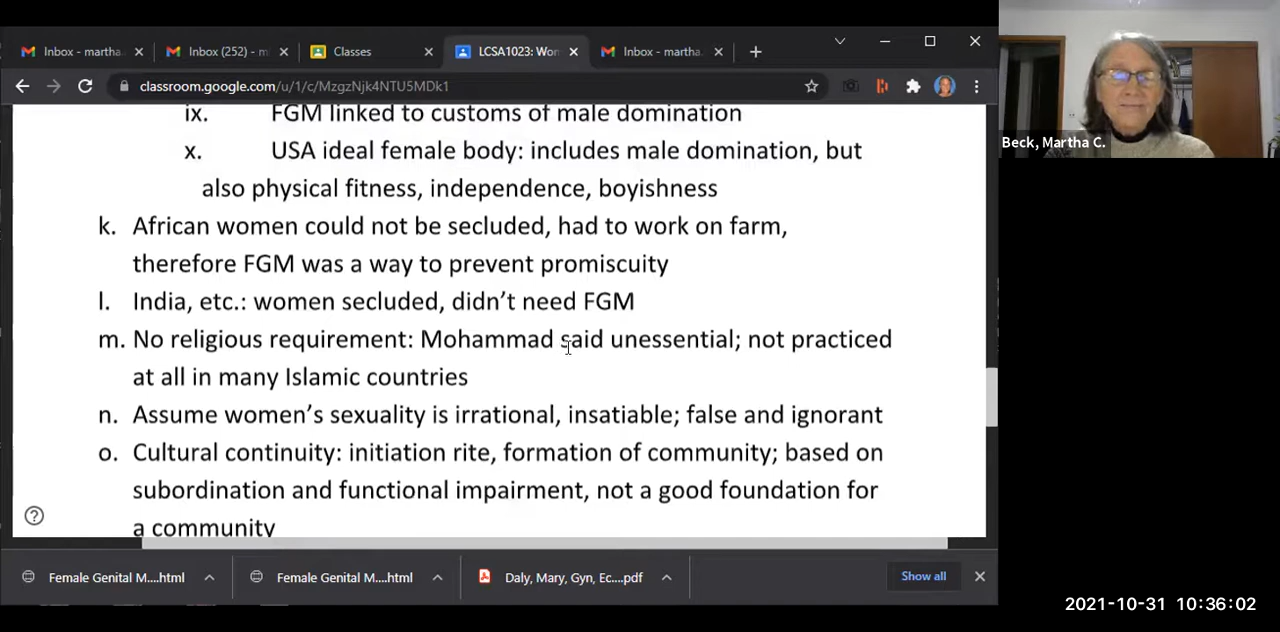 Inbox - martha.
Inbox (252) - m
Classes
LCSA1023: Wom
Inbox - martha.
classroom.google.com/u/1/c/MzgzNjk4NTU5MDk1
Beck, Martha C.
ix. FGM linked to customs of male domination
x. USA ideal female body: includes male domination, but
also physical fitness, independence, boyishness
k. African women could not be secluded, had to work on farm,
therefore FGM was a way to prevent promiscuity
l. India, etc.: women secluded, didn’t need FGM
m. No religious requirement: Mohammad said unessential; not practiced
at all in many Islamic countries
n. Assume women’s sexuality is irrational, insatiable; false and ignorant
o. Cultural continuity: initiation rite, formation of community; based on
subordination and functional impairment, not a good foundation for
a community
Female Genital M....html
Female Genital M....html
Daly, Mary, Gyn, Ec....pdf
Show all
2021-10-31 10:36:02